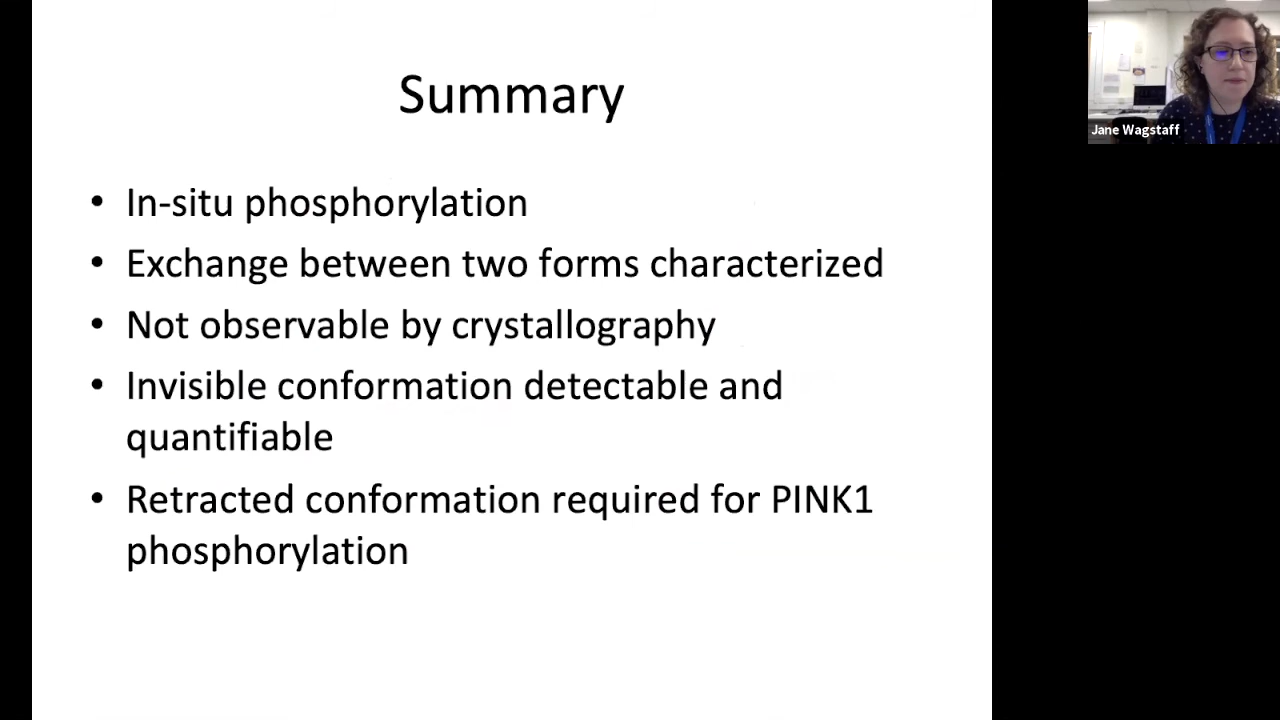 Summary
• In-situ phosphorylation
• Exchange between two forms characterized
• Not observable by crystallography
• Invisible conformation detectable and
quantifiable
• Retracted conformation required for PINK1
phosphorylation
Jane Wagstaff